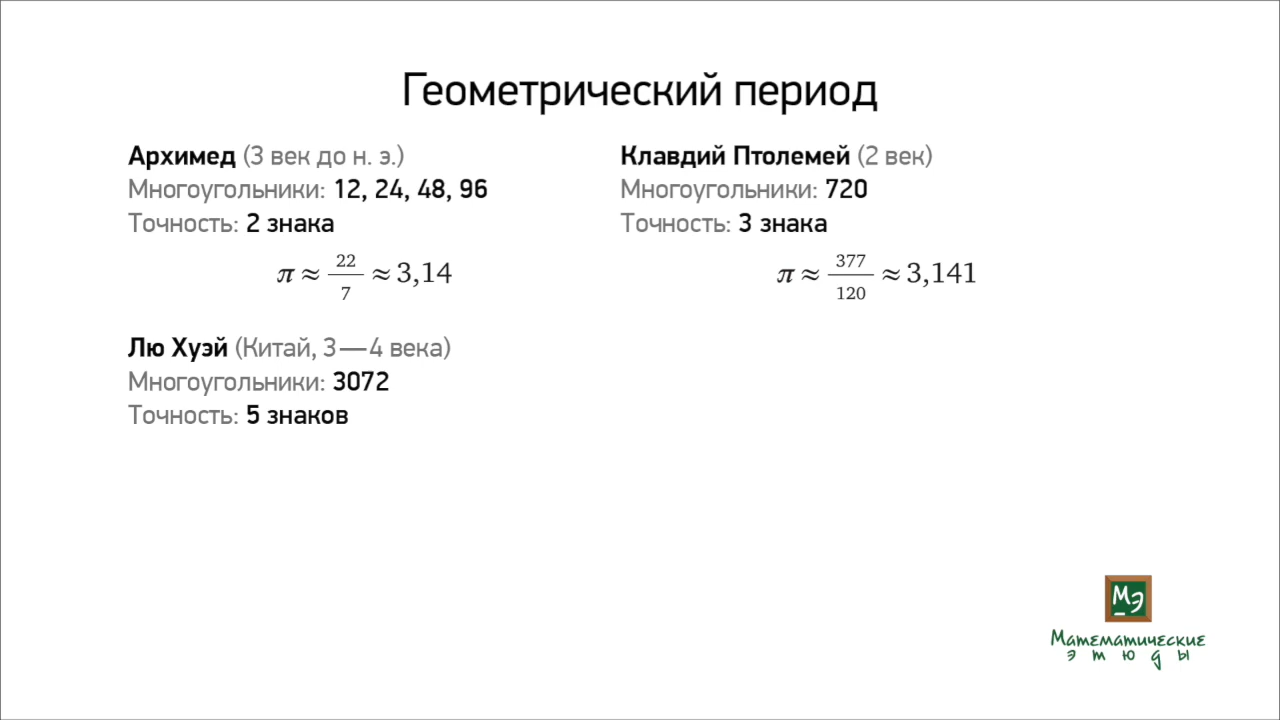 Геометрический период
Архимед (3 век до н. э.)
Многоугольники: 12, 24, 48, 96
Точность: 2 знака
π ≈ 22/7 ≈ 3,14
Клавдий Птолемей (2 век)
Многоугольники: 720
Точность: 3 знака
π ≈ 377/120 ≈ 3,141
Лю Хуэй (Китай, 3—4 века)
Многоугольники: 3072
Точность: 5 знаков
МЭ
Математические
этюды